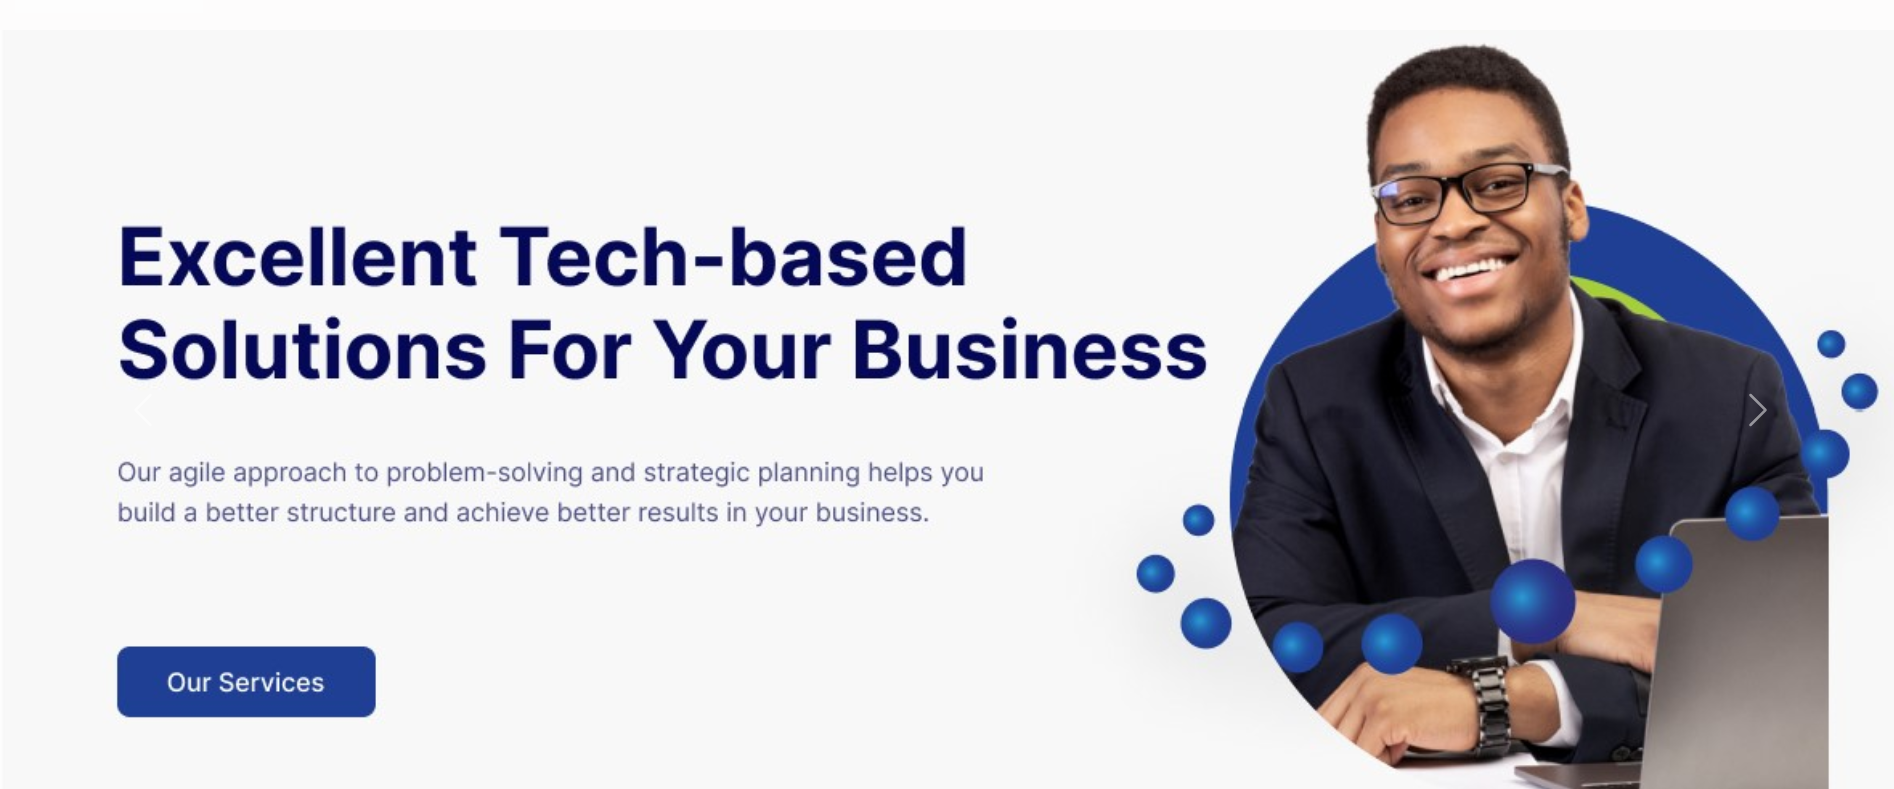 Excellent Tech-based
Solutions For Your Business
Our agile approach to problem-solving and strategic planning helps you
build a better structure and achieve better results in your business.
Our Services